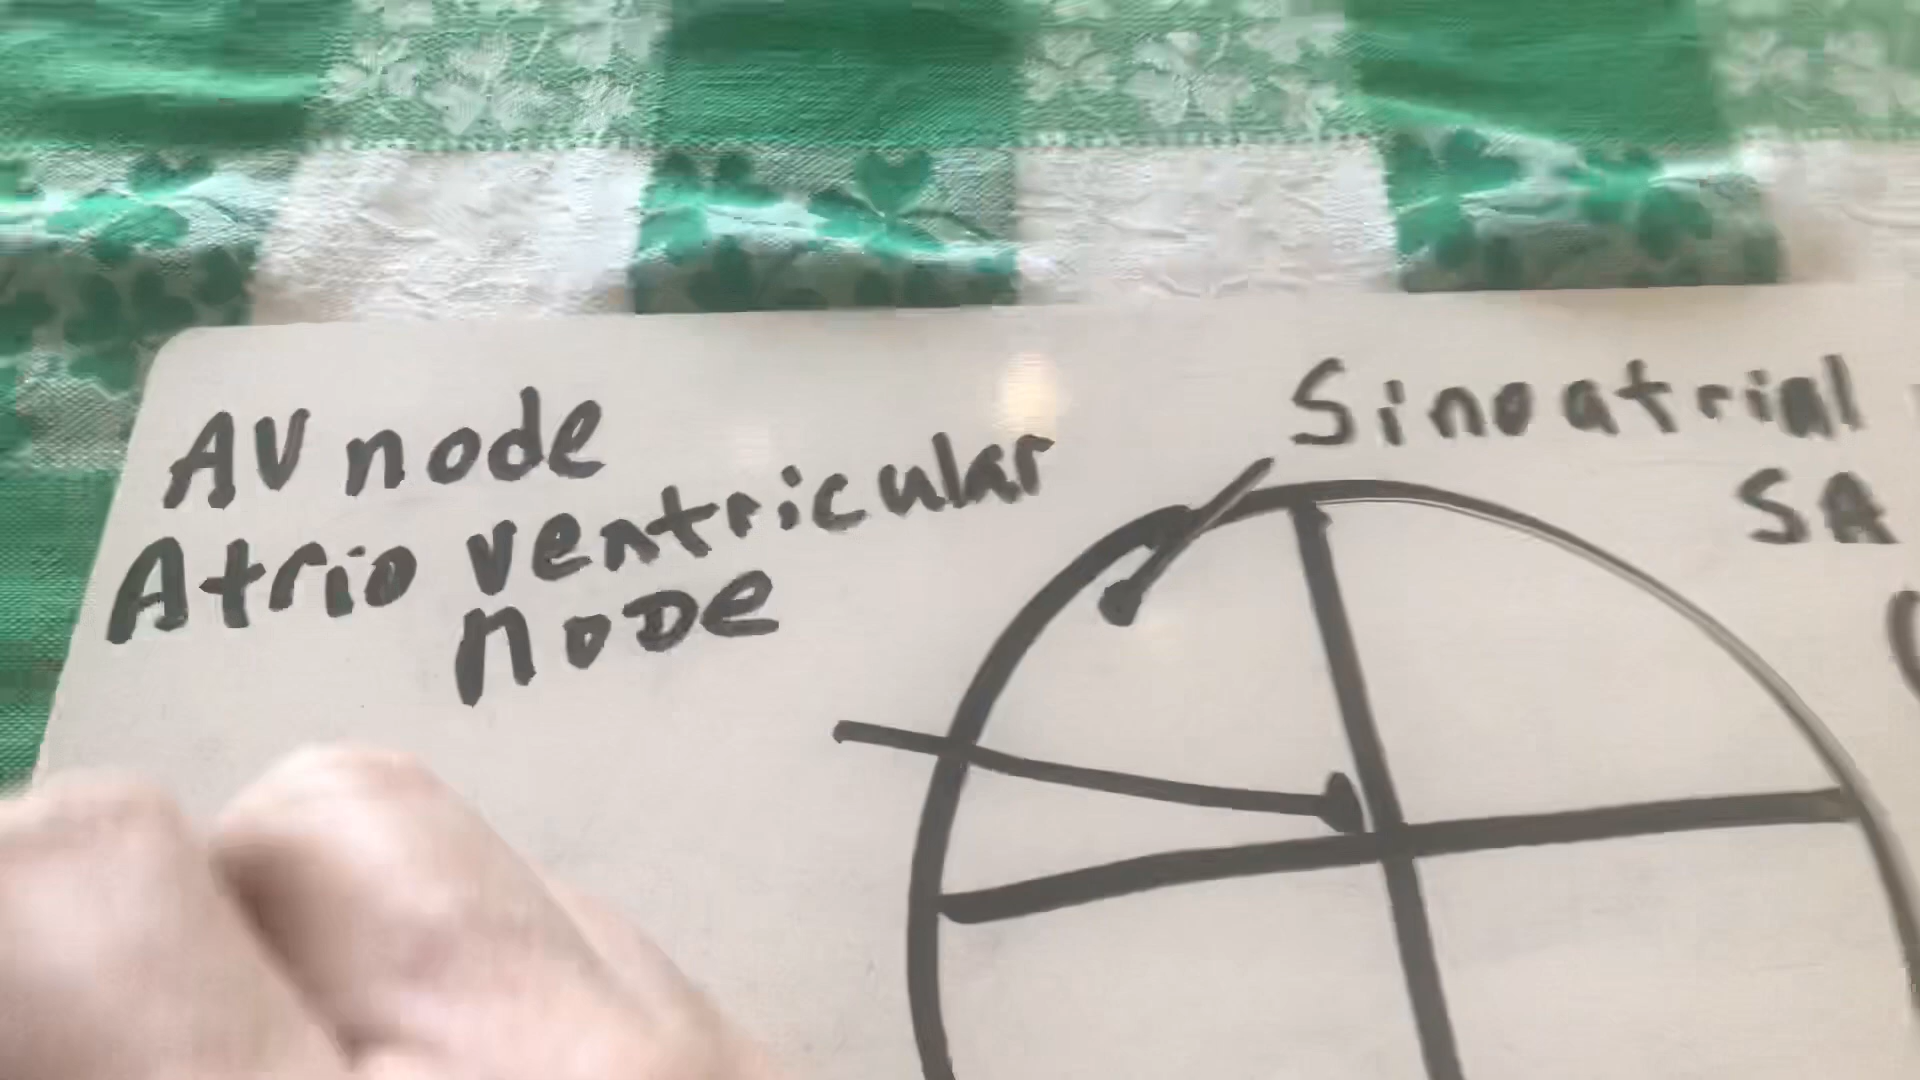 AV node
Atrio ventricular
NODe
Sinoatrial
SA